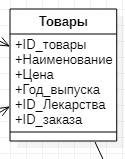 Товары
+ID_товары
+Наименование
+Цена
+Год_выпуска
+ID_Лекарства
+ID_заказа